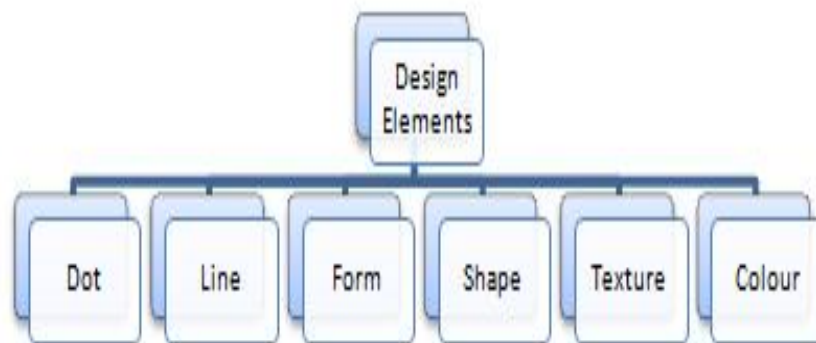 Design
Elements
Dot
Line
Form
Shape
Texture
Colour